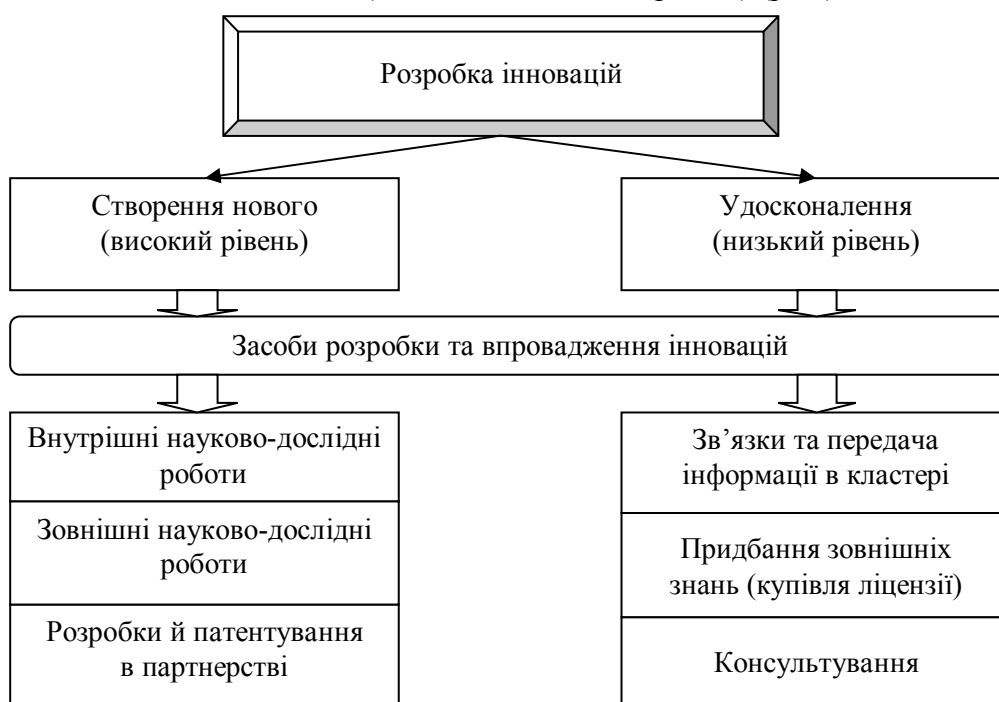 Розробка інновацій
Створення нового
(високий рівень)
Удосконалення
(низький рівень)
Засоби розробки та впровадження інновацій
Внутрішні науково-дослідні
роботи
Зовнішні науково-дослідні
роботи
Розробки й патентування
в партнерстві
Зв’язки та передача
інформації в кластері
Придбання зовнішніх
знань (купівля ліцензії)
Консультування